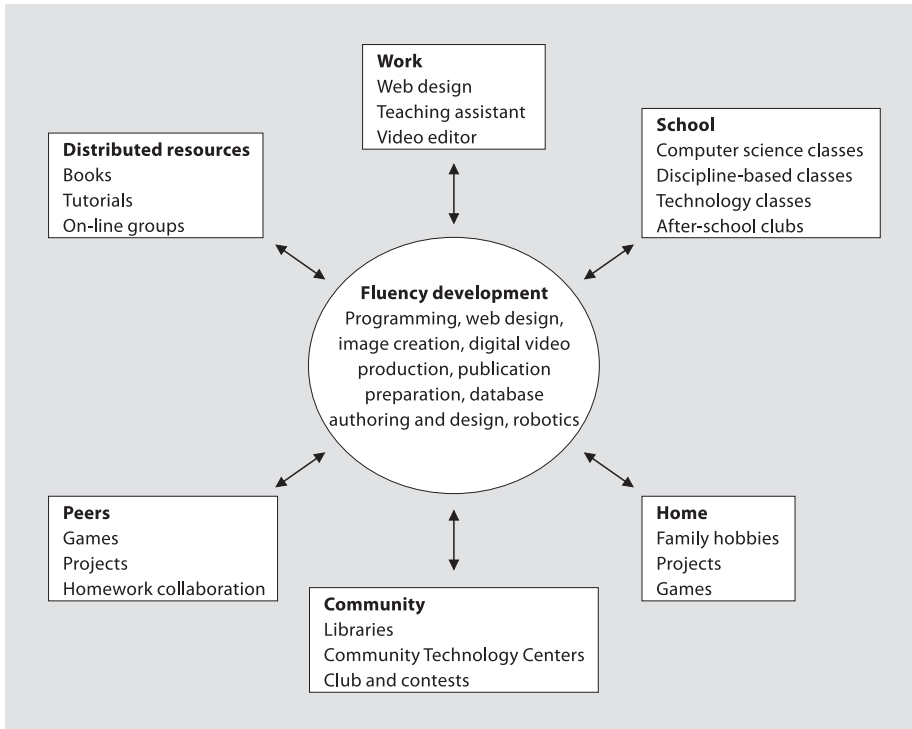 Work
Web design
Teaching assistant
Video editor
School
Computer science classes
Discipline-based classes
Technology classes
After-school clubs
Distributed resources
Books
Tutorials
On-line groups
Fluency development
Programming, web design,
image creation, digital video
production, publication
preparation, database
authoring and design, robotics
Peers
Games
Projects
Homework collaboration
Home
Family hobbies
Projects
Games
Community
Libraries
Community Technology Centers
Club and contests